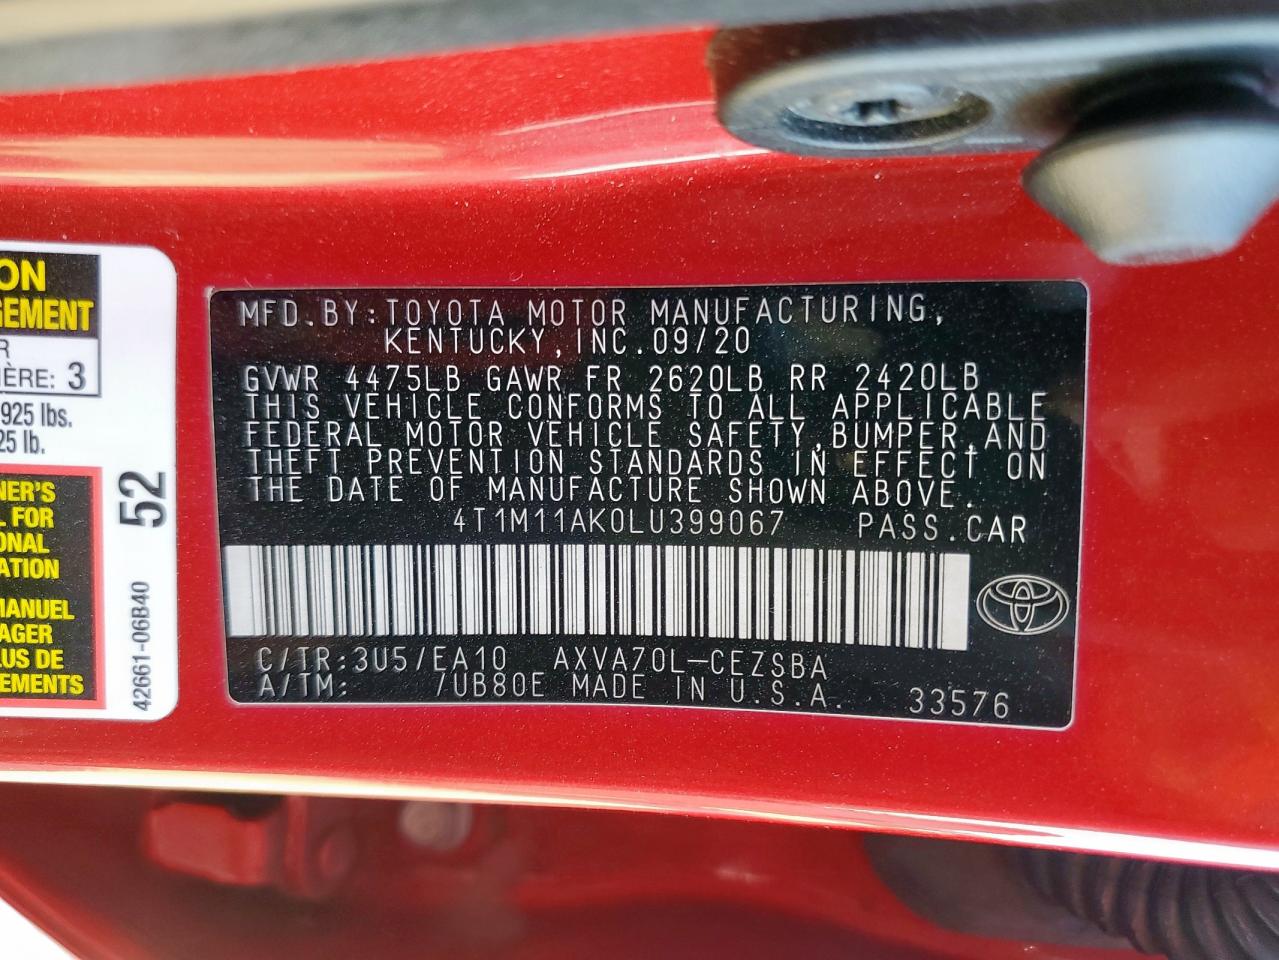 ON
GEMENT
R
IÈRE: 3
925 lbs.
25 lb.
NER'S
L FOR
ONAL
ATION
MANUEL
AGER
LUS DE
EMENTS
52
42661-06B40
MFD.BY:TOYOTA MOTOR MANUFACTURING,
KENTUCKY,INC.09/20
GVWR 4475LB GAWR FR 2620LB RR 2420LB
THIS VEHICLE CONFORMS TO ALL APPLICABLE
FEDERAL MOTOR VEHICLE SAFETY,BUMPER,AND
THEFT PREVENTION STANDARDS IN EFFECT ON
THE DATE OF MANUFACTURE SHOWN ABOVE.
4T1M11AK0LU399067 PASS.CAR
C/TR:3U5/EA10 AXVA70L-CEZSBA
A/TM: /UB80E MADE IN U.S.A. 33576